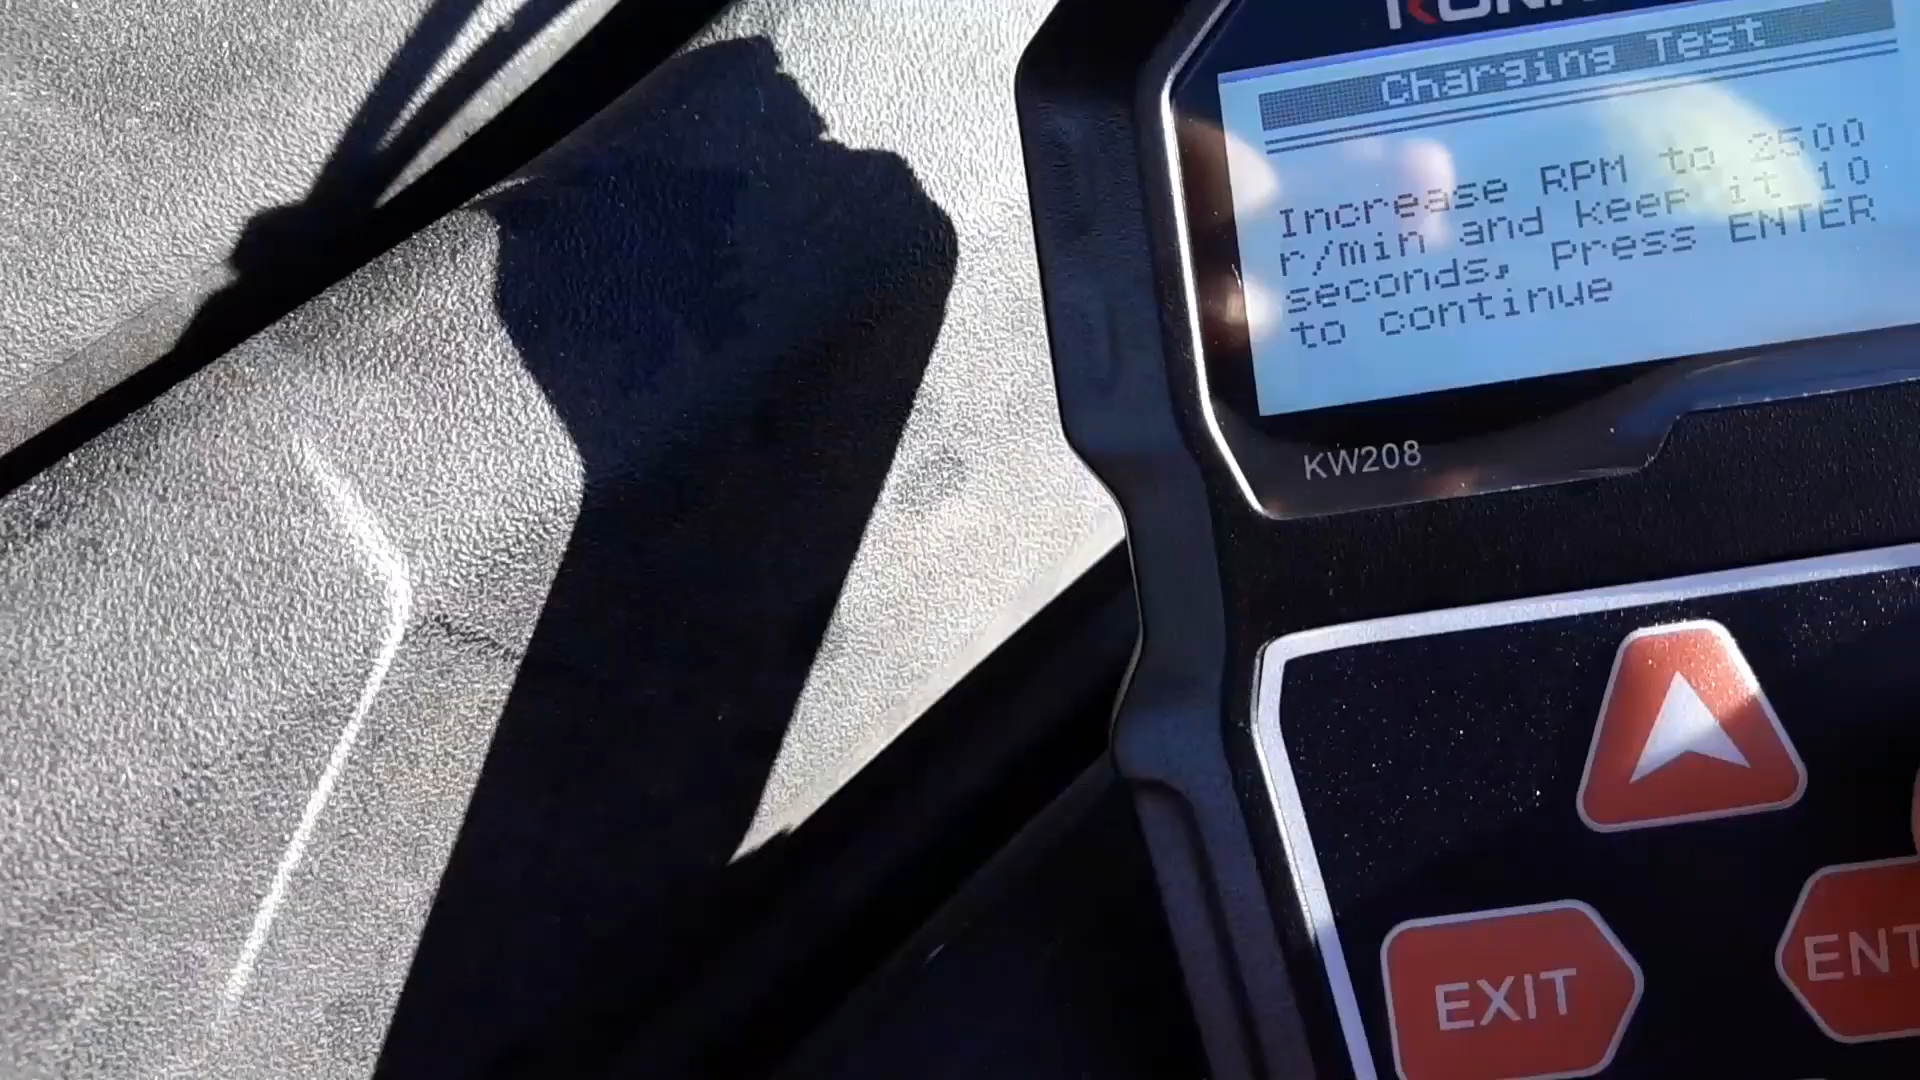 Charging Test
Increase RPM to 2500
r/min and keep it 10
seconds, press ENTER
to continue
KW208
EXIT